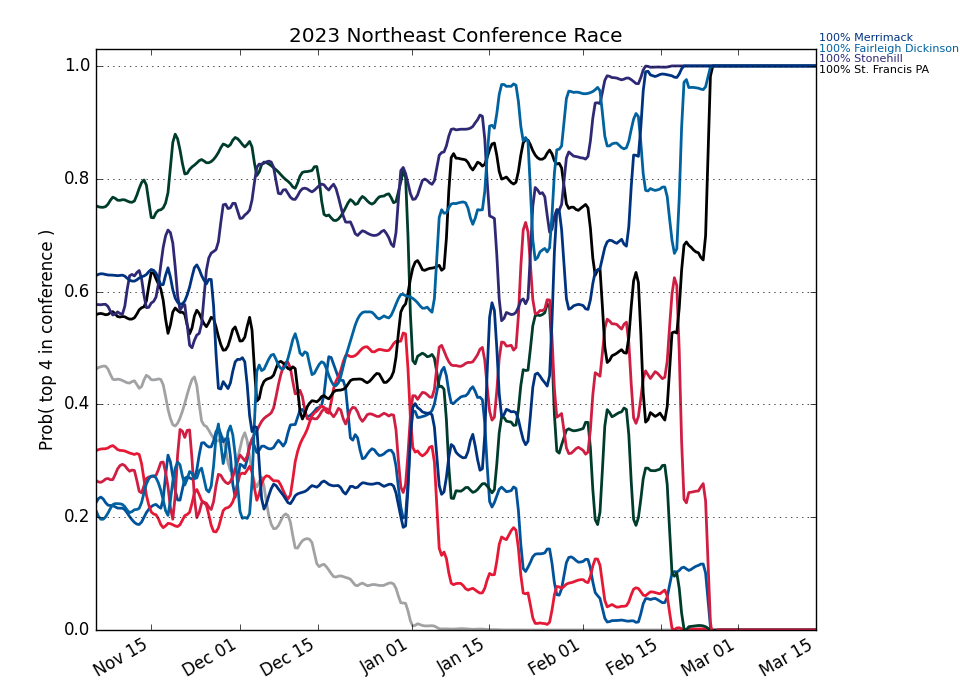 2023 Northeast Conference Race
100% Merrimack
100% Fairleigh Dickinson
100% Stonehill
100% St. Francis PA
Prob( top 4 in conference )
1.0
0.8
0.6
0.4
0.2
0.0
Nov 15
Dec 01
Dec 15
Jan 01
Jan 15
Feb 01
Feb 15
Mar 01
Mar 15